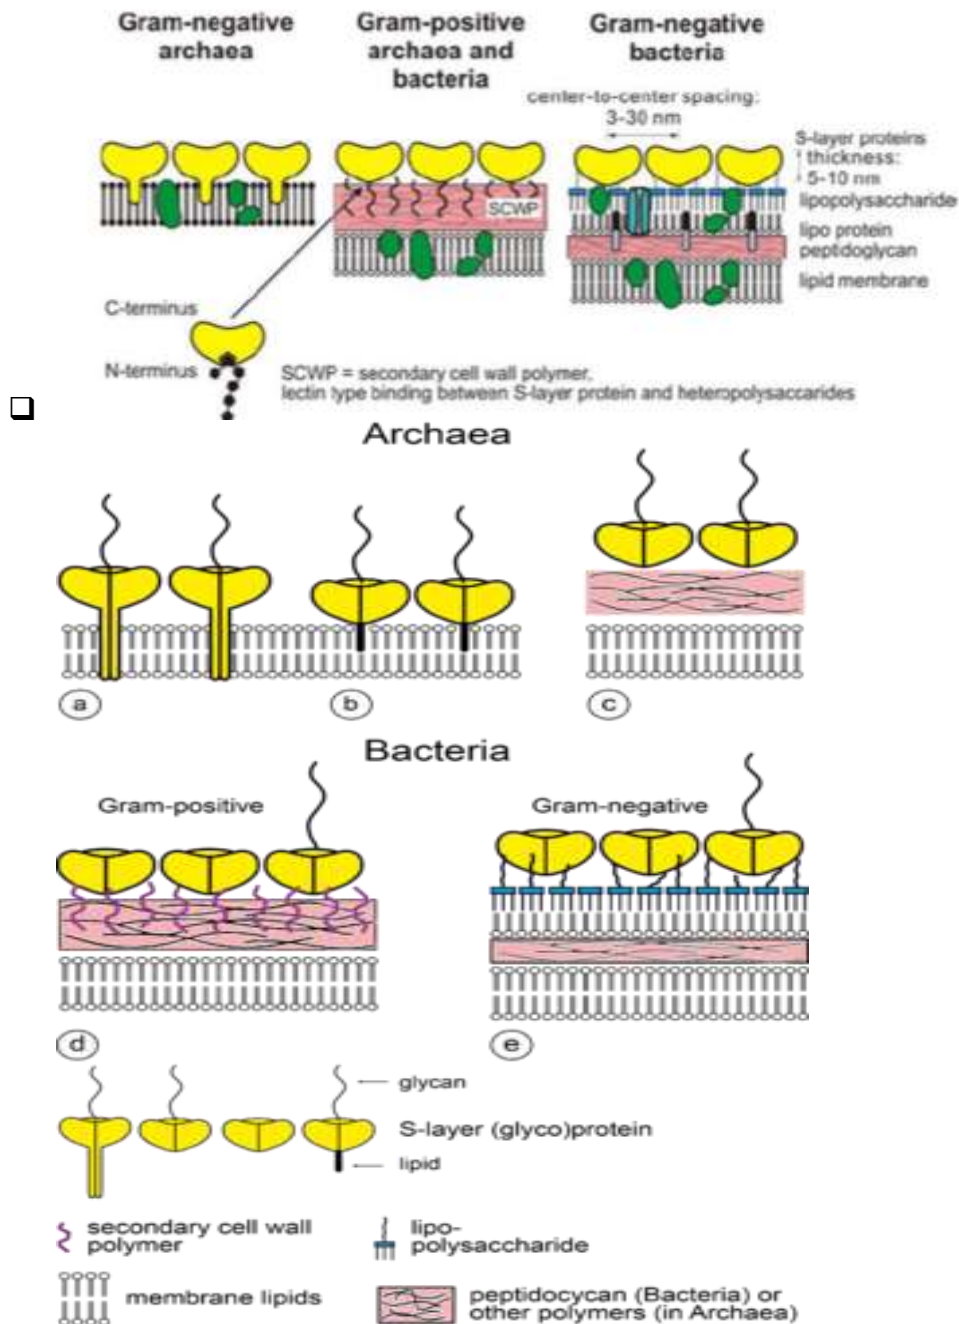 Gram-negative
archaea
Gram-positive
archaea and
bacteria
Gram-negative
bacteria
center-to-center spacing:
3-30 nm
S-layer proteins
thickness:
5-10 nm
lipopolysaccharide
SCWP
lipo protein
peptidoglycan
lipid membrane
C-terminus
N-terminus
SCWP = secondary cell wall polymer,
lectin type binding between S-layer protein and heteropolysaccarides
Archaea
a
b
c
Bacteria
Gram-positive
Gram-negative
d
e
glycan
S-layer (glyco)protein
lipid
secondary cell wall
polymer
lipo-
polysaccharide
membrane lipids
peptidocycan (Bacteria) or
other polymers (in Archaea)